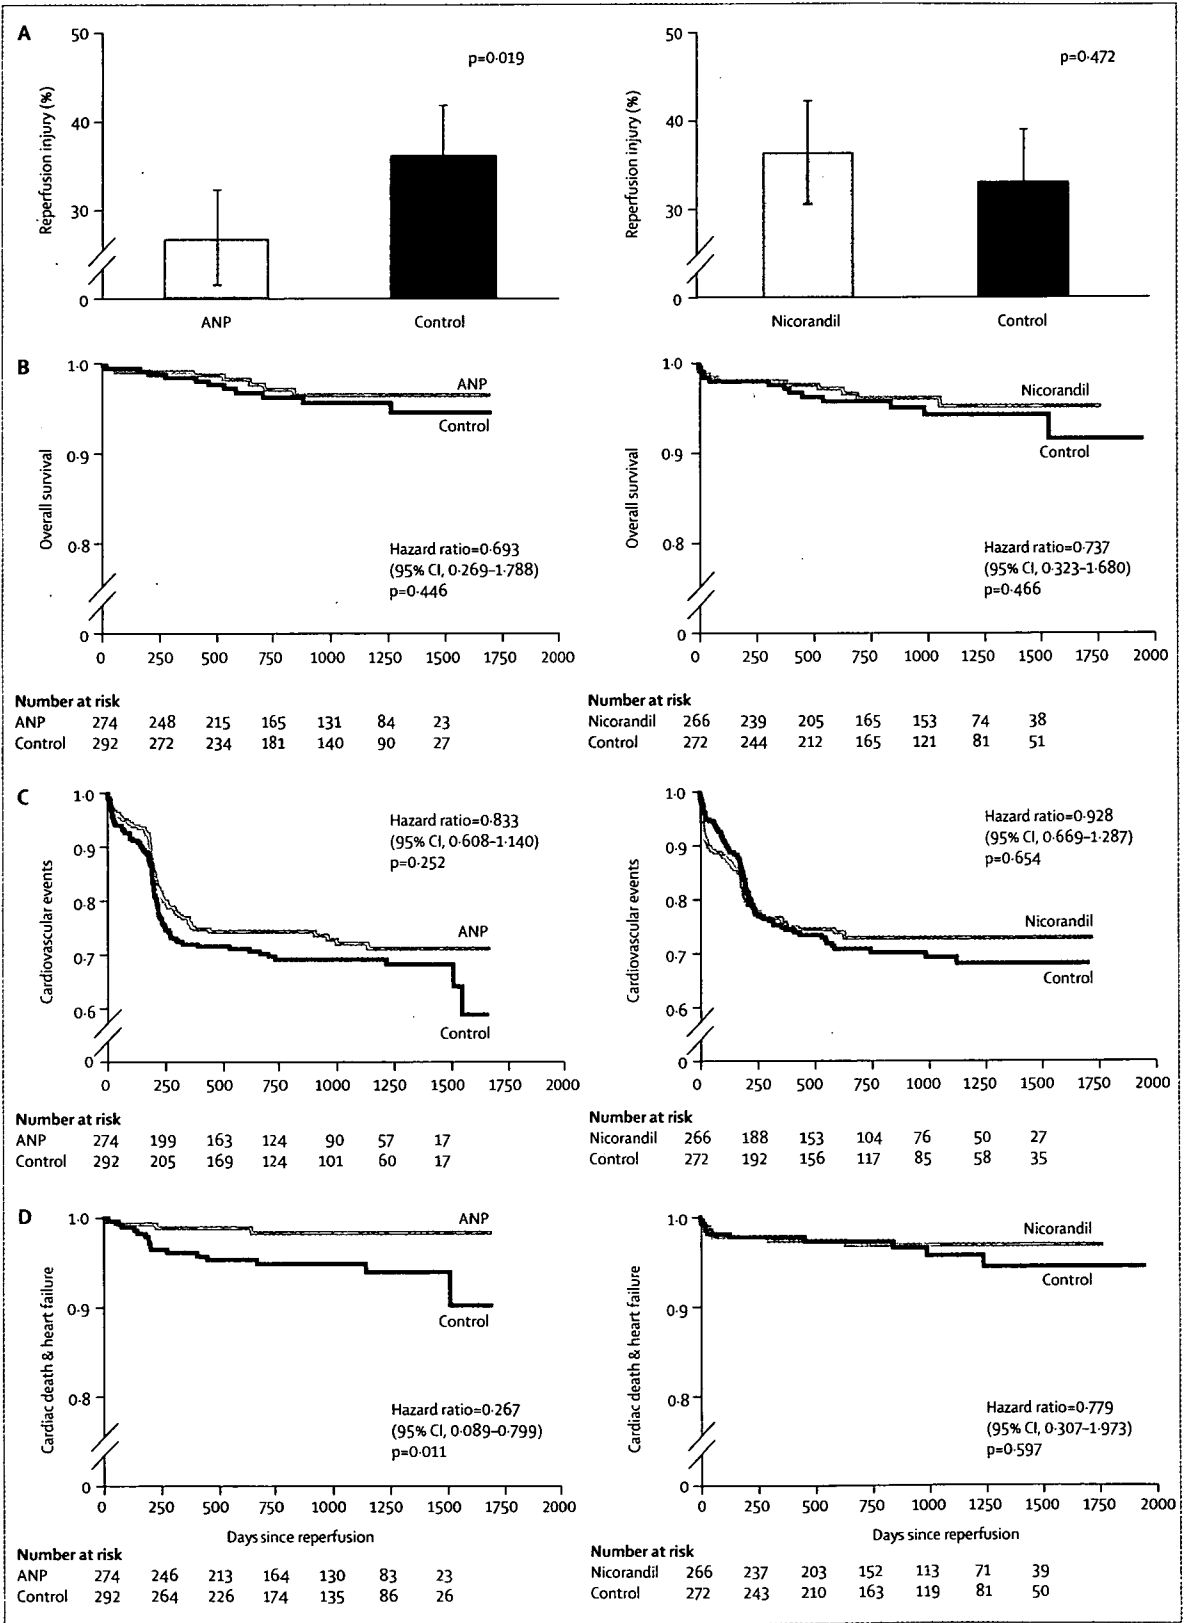 A
50
40
30
0
Reperfusion injury (%)
p=0·019
ANP Control
50
40
30
0
Reperfusion injury (%)
p=0·472
Nicorandil Control
B
1·0
0·9
0·8
0
Overall survival
ANP
Control
Hazard ratio=0·693
(95% CI, 0·269–1·788)
p=0·446
0 250 500 750 1000 1250 1500 1750 2000
Number at risk
ANP 274 248 215 165 131 84 23
Control 292 272 234 181 140 90 27
1·0
0·9
0·8
0
Overall survival
Nicorandil
Control
Hazard ratio=0·737
(95% CI, 0·323–1·680)
p=0·466
0 250 500 750 1000 1250 1500 1750 2000
Number at risk
Nicorandil 266 239 205 165 153 74 38
Control 272 244 212 165 121 81 51
C
1·0
0·9
0·8
0·7
0·6
0
Cardiovascular events
Hazard ratio=0·833
(95% CI, 0·608–1·140)
p=0·252
ANP
Control
0 250 500 750 1000 1250 1500 1750 2000
Number at risk
ANP 274 199 163 124 90 57 17
Control 292 205 169 124 101 60 17
1·0
0·9
0·8
0·7
0·6
0
Cardiovascular events
Hazard ratio=0·928
(95% CI, 0·669–1·287)
p=0·654
Nicorandil
Control
0 250 500 750 1000 1250 1500 1750 2000
Number at risk
Nicorandil 266 188 153 104 76 50 27
Control 272 192 156 117 85 58 35
D
1·0
0·9
0·8
0
Cardiac death & heart failure
ANP
Control
Hazard ratio=0·267
(95% CI, 0·089–0·799)
p=0·011
0 250 500 750 1000 1250 1500 1750 2000
Days since reperfusion
Number at risk
ANP 274 246 213 164 130 83 23
Control 292 264 226 174 135 86 26
1·0
0·9
0·8
0
Cardiac death & heart failure
Nicorandil
Control
Hazard ratio=0·779
(95% CI, 0·307–1·973)
p=0·597
0 250 500 750 1000 1250 1500 1750 2000
Days since reperfusion
Number at risk
Nicorandil 266 237 203 152 113 71 39
Control 272 243 210 163 119 81 50